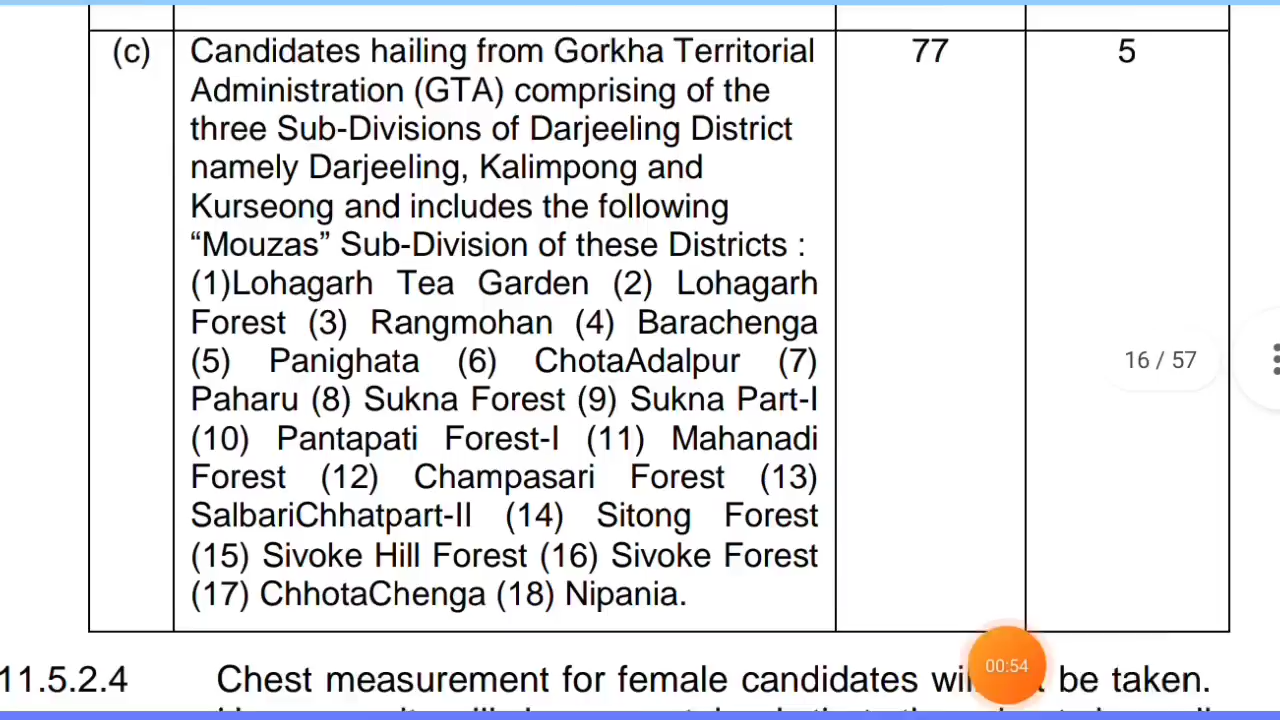 (c) Candidates hailing from Gorkha Territorial 77 5
Administration (GTA) comprising of the
three Sub-Divisions of Darjeeling District
namely Darjeeling, Kalimpong and
Kurseong and includes the following
“Mouzas” Sub-Division of these Districts :
(1)Lohagarh Tea Garden (2) Lohagarh
Forest (3) Rangmohan (4) Barachenga
(5) Panighata (6) ChotaAdalpur (7)
Paharu (8) Sukna Forest (9) Sukna Part-I
(10) Pantapati Forest-I (11) Mahanadi
Forest (12) Champasari Forest (13)
SalbariChhatpart-II (14) Sitong Forest
(15) Sivoke Hill Forest (16) Sivoke Forest
(17) ChhotaChenga (18) Nipania.
16 / 57
00:54
11.5.2.4 Chest measurement for female candidates be taken.